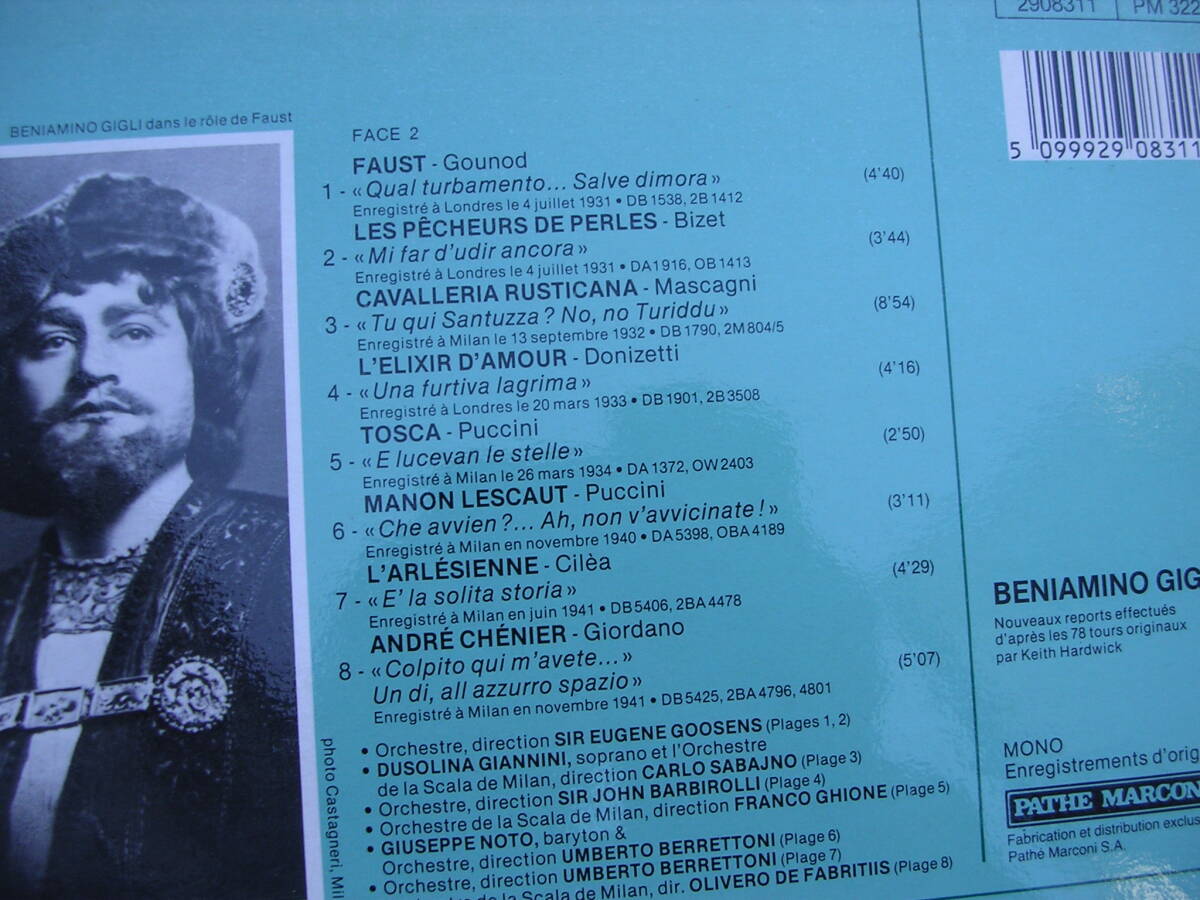 2908311 PM 322
5 099929 08311
BENIAMINO GIGLI dans le rôle de Faust
FACE 2
FAUST - Gounod
1 - « Qual turbamento... Salve dimora » (4'40)
Enregistré à Londres le 4 juillet 1931 • DB 1538, 2B 1412
LES PÊCHEURS DE PERLES - Bizet
2 - « Mi far d'udir ancora » (3'44)
Enregistré à Londres le 4 juillet 1931 • DA 1916, OB 1413
CAVALLERIA RUSTICANA - Mascagni
3 - « Tu qui Santuzza ? No, no Turiddu » (8'54)
Enregistré à Milan le 13 septembre 1932 • DB 1790, 2M 804/5
L'ELIXIR D'AMOUR - Donizetti
4 - « Una furtiva lagrima » (4'16)
Enregistré à Londres le 20 mars 1933 • DB 1901, 2B 3508
TOSCA - Puccini
5 - « E lucevan le stelle » (2'50)
Enregistré à Milan le 26 mars 1934 • DA 1372, OW 2403
MANON LESCAUT - Puccini
6 - « Che avvien ?... Ah, non v'avvicinate ! » (3'11)
Enregistré à Milan en novembre 1940 • DA 5398, OBA 4189
L'ARLÉSIENNE - Cilèa
7 - « E' la solita storia » (4'29)
Enregistré à Milan en juin 1941 • DB 5406, 2BA 4478
ANDRÉ CHÉNIER - Giordano
8 - « Colpito qui m'avete... »
Un di, all azzurro spazio » (5'07)
Enregistré à Milan en novembre 1941 • DB 5425, 2BA 4796, 4801
• Orchestre, direction SIR EUGENE GOOSENS (Plages 1, 2)
• DUSOLINA GIANNINI, soprano et l'Orchestre
de la Scala de Milan, direction CARLO SABAJNO (Plage 3)
• Orchestre, direction SIR JOHN BARBIROLLI (Plage 4)
• Orchestre de la Scala de Milan, direction FRANCO GHIONE (Plage 5)
• GIUSEPPE NOTO, baryton &
Orchestre, direction UMBERTO BERRETTONI (Plage 6)
• Orchestre, direction UMBERTO BERRETTONI (Plage 7)
• Orchestre de la Scala de Milan, dir. OLIVERO DE FABRITIIS (Plage 8)
photo Castagneri, Mil
BENIAMINO GIG
Nouveaux reports effectués
d'après les 78 tours originaux
par Keith Hardwick
MONO
Enregistrements d'orig
PATHE MARCON
Fabrication et distribution exclus
Pathé Marconi S.A.